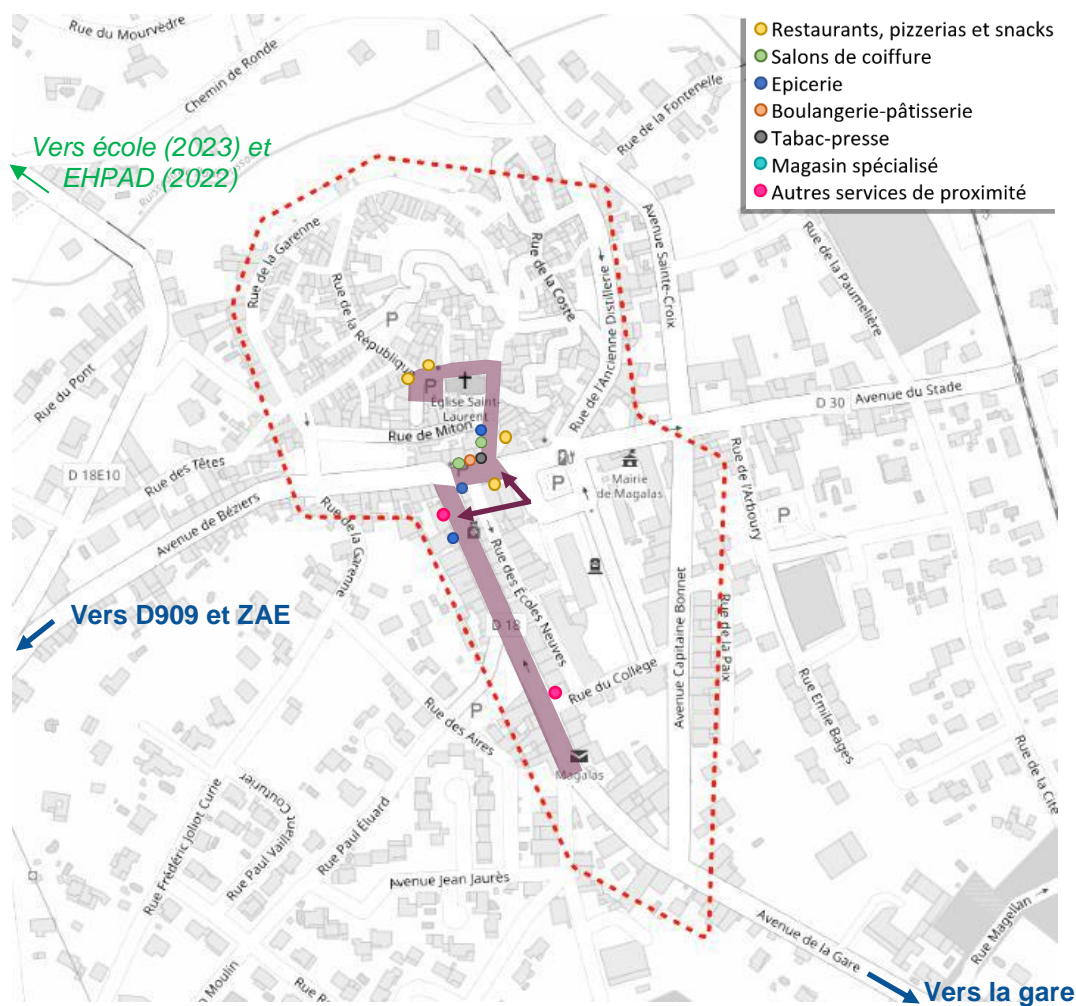 Restaurants, pizzerias et snacks
Salons de coiffure
Epicerie
Boulangerie-pâtisserie
Tabac-presse
Magasin spécialisé
Autres services de proximité
Rue du Mourvèdre
Chemin de Ronde
Rue de la Fontenelle
Vers école (2023) et
EHPAD (2022)
Avenue Sainte-Croix
Rue de la Paumelière
Rue de la Garenne
Rue de la Coste
Rue de l'Ancienne Distillerie
Rue de la République
P
P
Rue du Pont
Église Saint-
Laurent
Avenue du Stade
D 30
Rue de Miton
D 18E10
Rue des Têtes
Mairie
de Magalas
P
P
Rue de l'Arboury
P
Avenue de Béziers
Rue de la Garenne
Rue des Écoles Neuves
Avenue Capitaine Bonnet
Rue de la Paix
Vers D909 et ZAE
D 18
Rue du Collège
Rue Emile Bages
P
Rue des Aires
Magalas
Rue de la Cité
Rue Frédéric Joliot Curie
Rue Paul Vaillant
Couturier
Rue Paul Éluard
Avenue Jean Jaurès
Avenue de la Gare
Rue Magellan
Moulin
Vers la gare